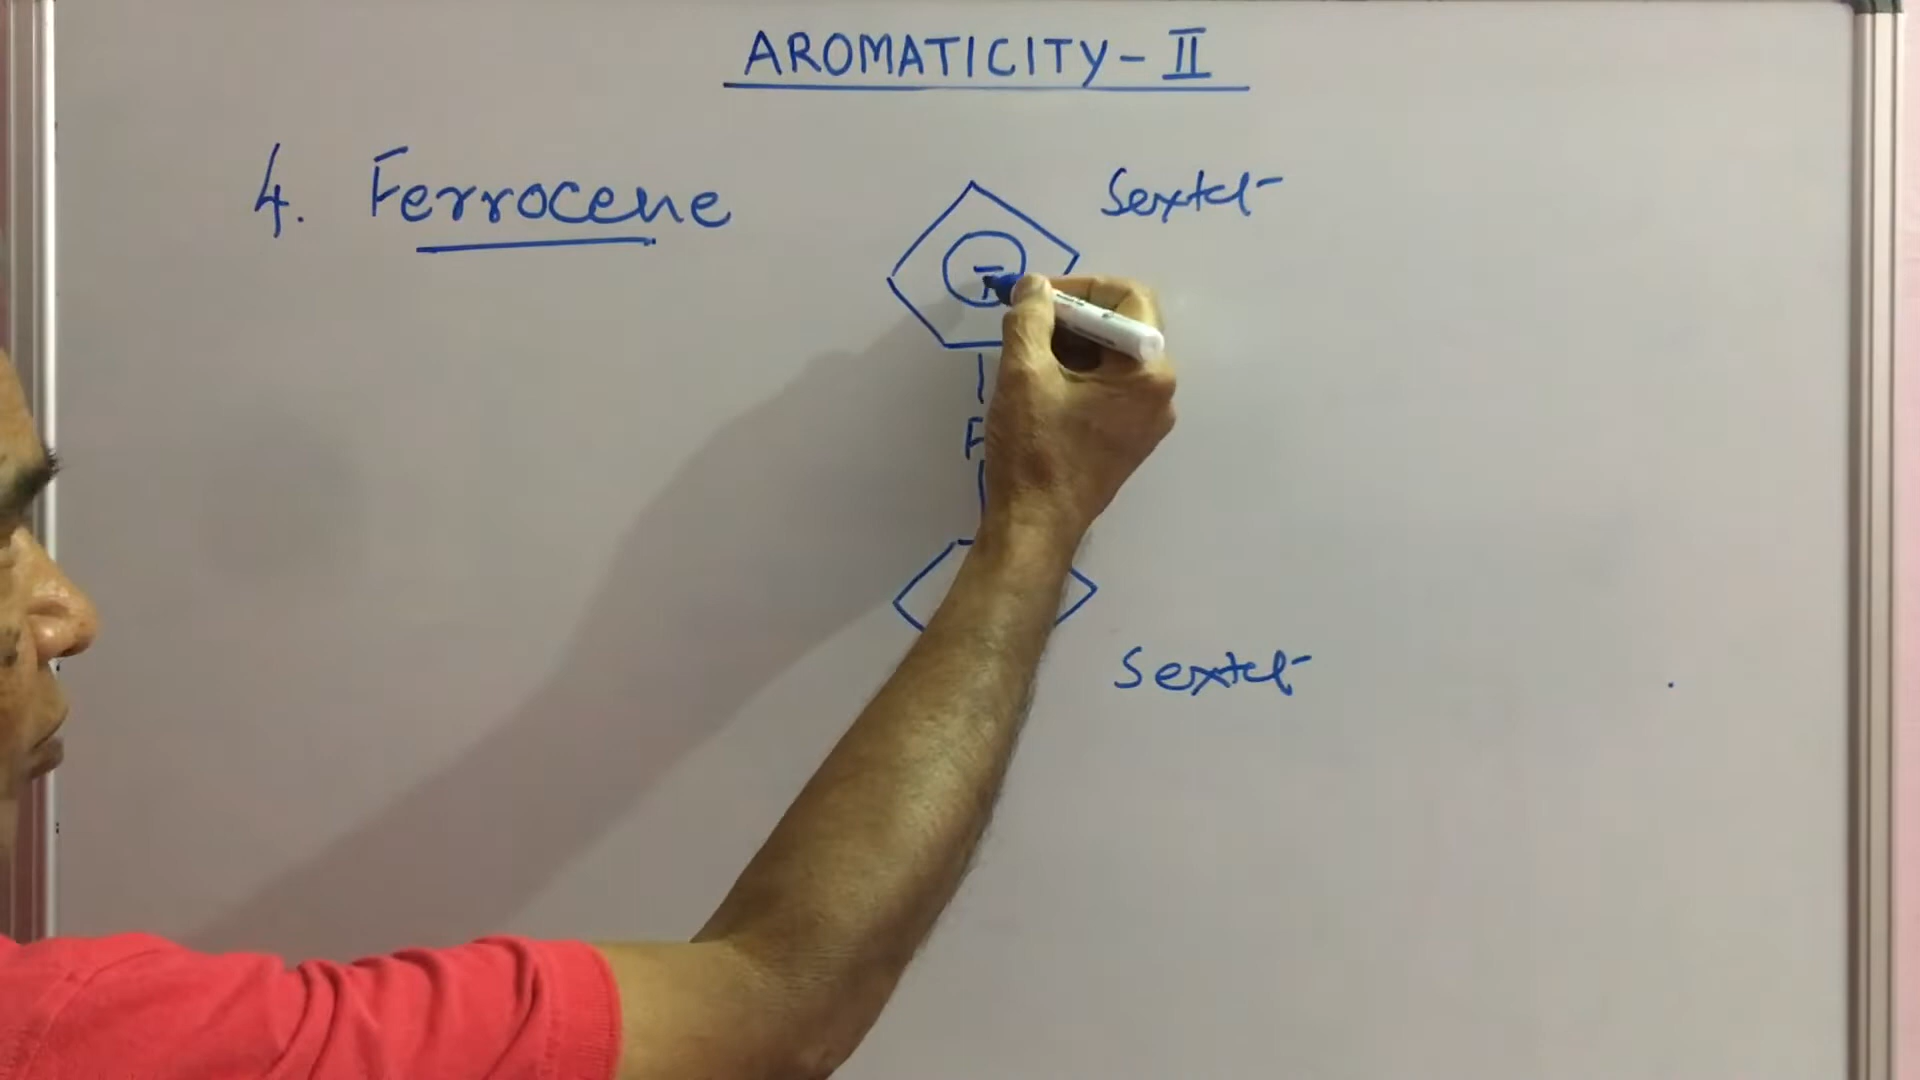 AROMATICITY - II
4. Ferrocene
Sextet
F
Sextet